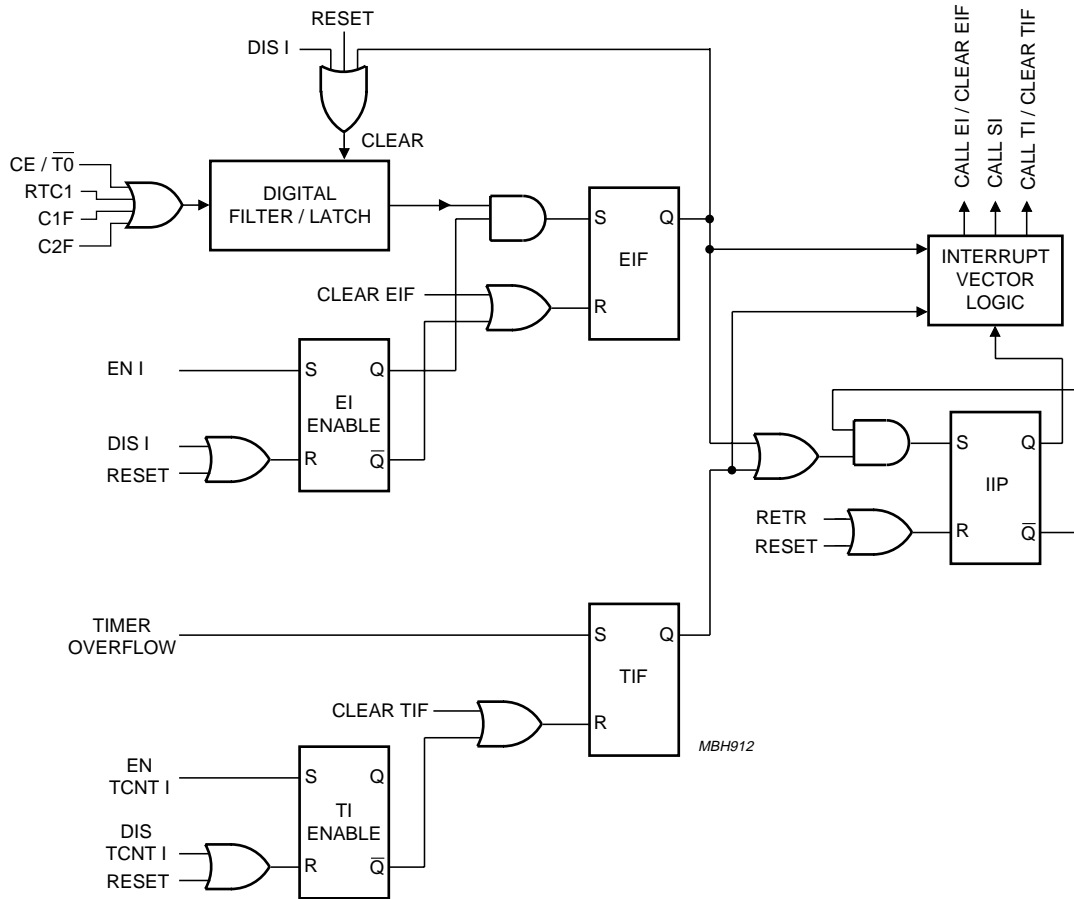 RESET
DIS I
CLEAR
CE / T̅0̅
RTC1
C1F
C2F
DIGITAL
FILTER / LATCH
S
Q
EIF
R
CLEAR EIF
EN I
S
Q
EI
ENABLE
R
Q̅
DIS I
RESET
CALL EI / CLEAR EIF
CALL SI
CALL TI / CLEAR TIF
INTERRUPT
VECTOR
LOGIC
S
Q
IIP
R
Q̅
RETR
RESET
TIMER
OVERFLOW
S
Q
TIF
R
CLEAR TIF
MBH912
EN
TCNT I
S
Q
TI
ENABLE
R
Q̅
DIS
TCNT I
RESET